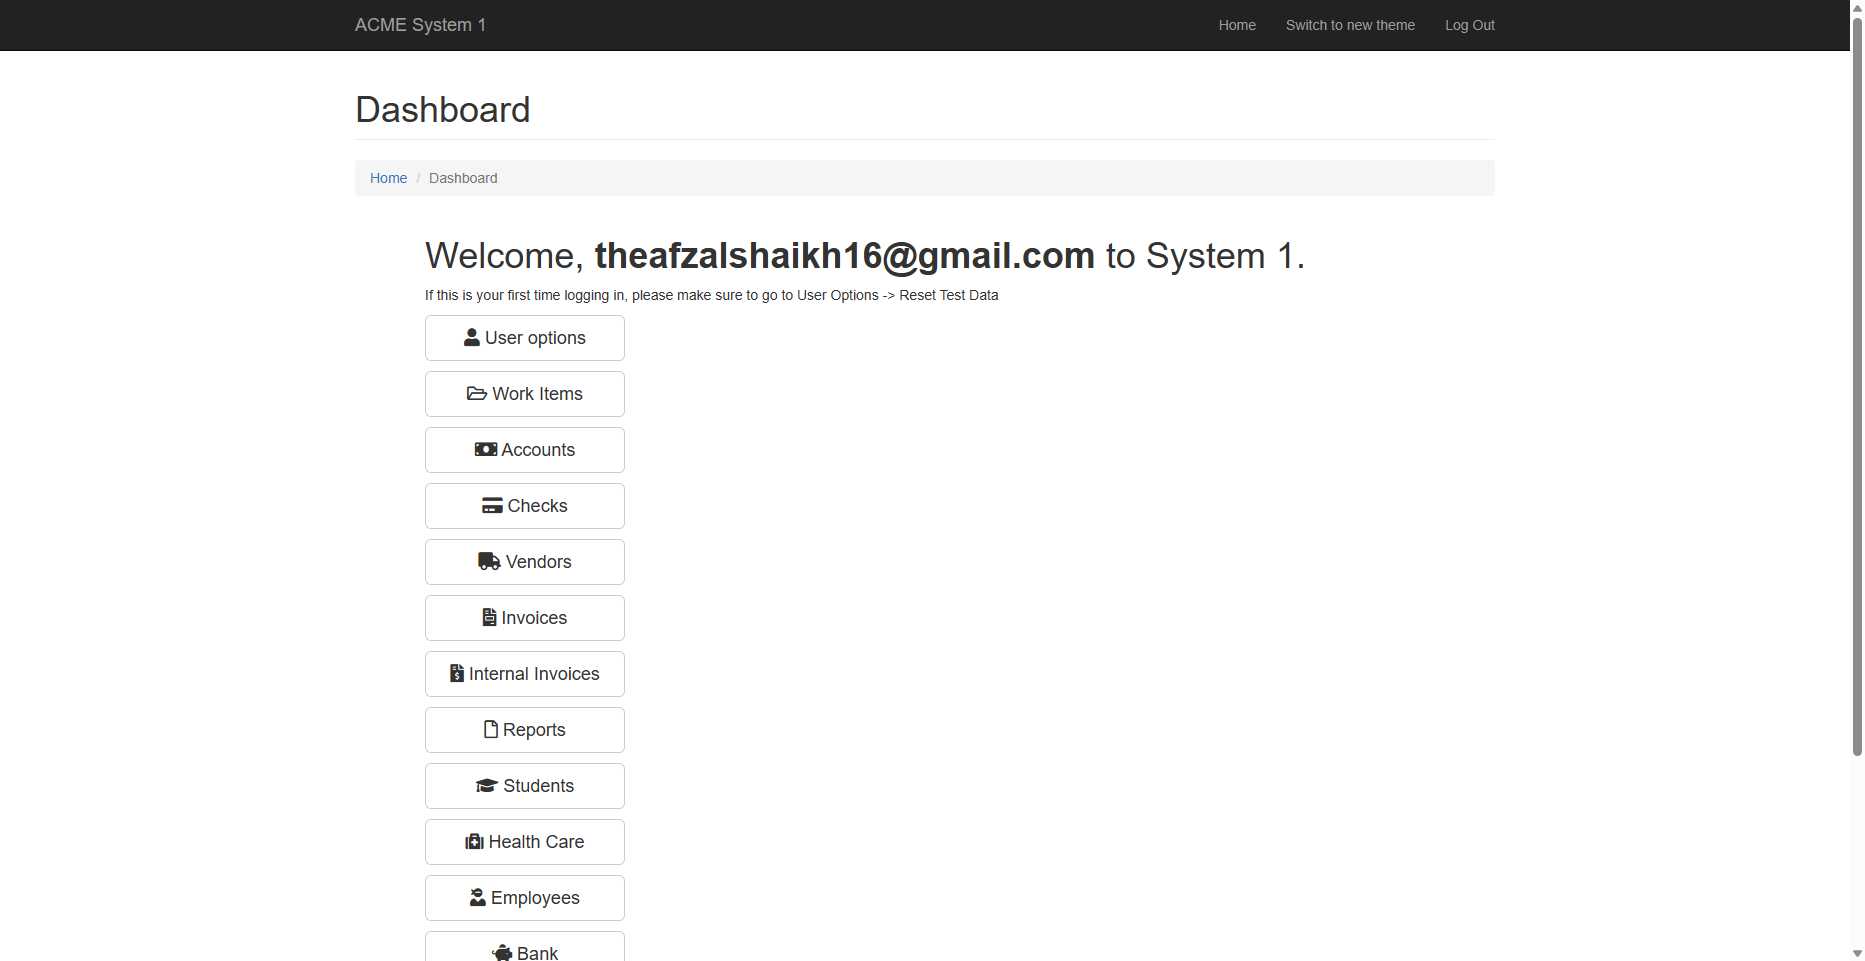 ACME System 1
Home
Switch to new theme
Log Out
Dashboard
Home / Dashboard
Welcome, theafzalshaikh16@gmail.com to System 1.
If this is your first time logging in, please make sure to go to User Options -> Reset Test Data
User options
Work Items
Accounts
Checks
Vendors
Invoices
Internal Invoices
Reports
Students
Health Care
Employees
Bank